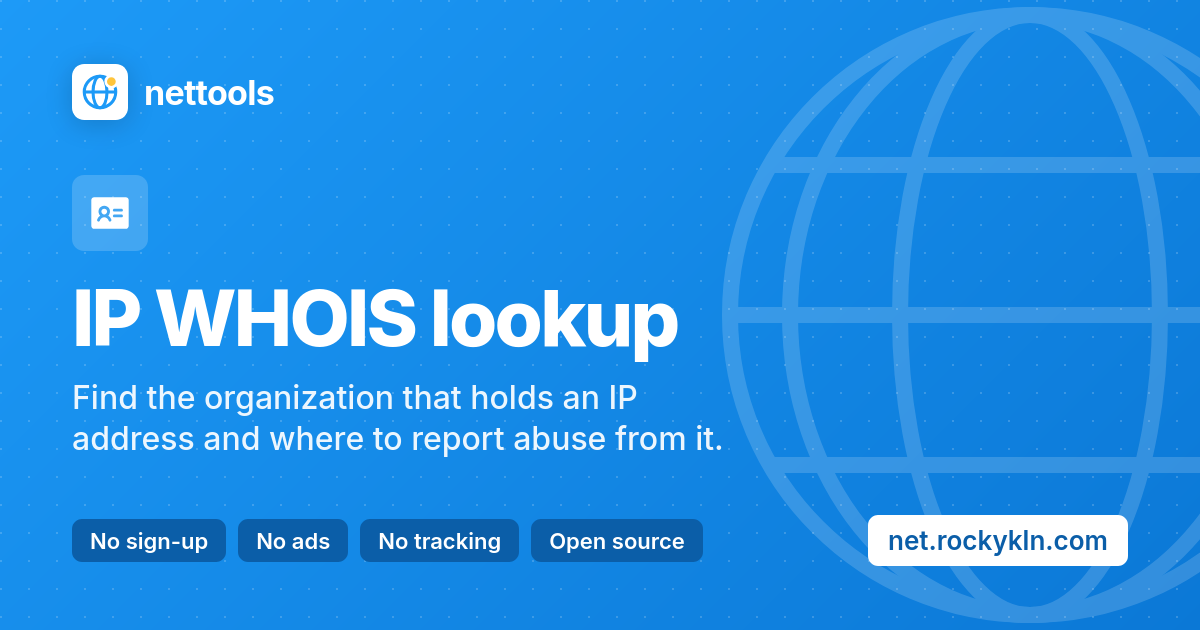 nettools
IP WHOIS lookup
Find the organization that holds an IP
address and where to report abuse from it.
No sign-up
No ads
No tracking
Open source
net.rockykln.com